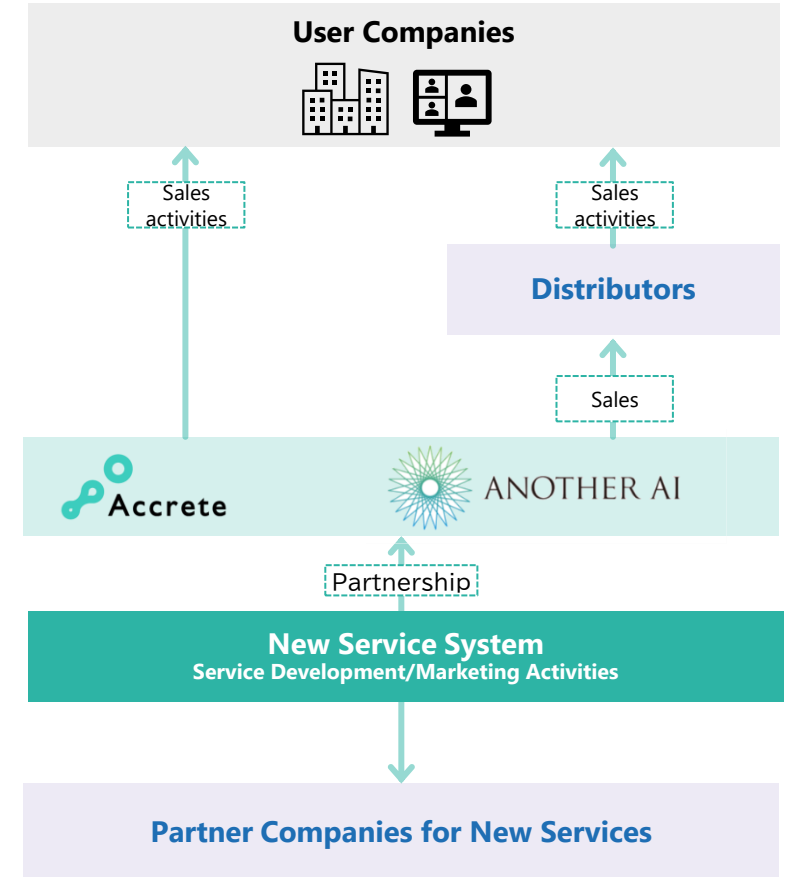 User Companies
Sales
activities
Sales
activities
Distributors
Sales
Accrete
ANOTHER AI
Partnership
New Service System
Service Development/Marketing Activities
Partner Companies for New Services